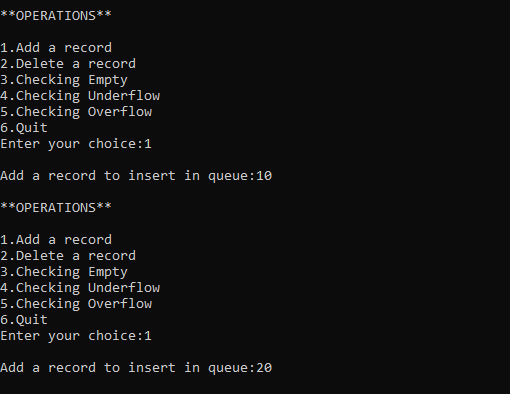 **OPERATIONS**
1.Add a record
2.Delete a record
3.Checking Empty
4.Checking Underflow
5.Checking Overflow
6.Quit
Enter your choice:1
Add a record to insert in queue:10
**OPERATIONS**
1.Add a record
2.Delete a record
3.Checking Empty
4.Checking Underflow
5.Checking Overflow
6.Quit
Enter your choice:1
Add a record to insert in queue:20